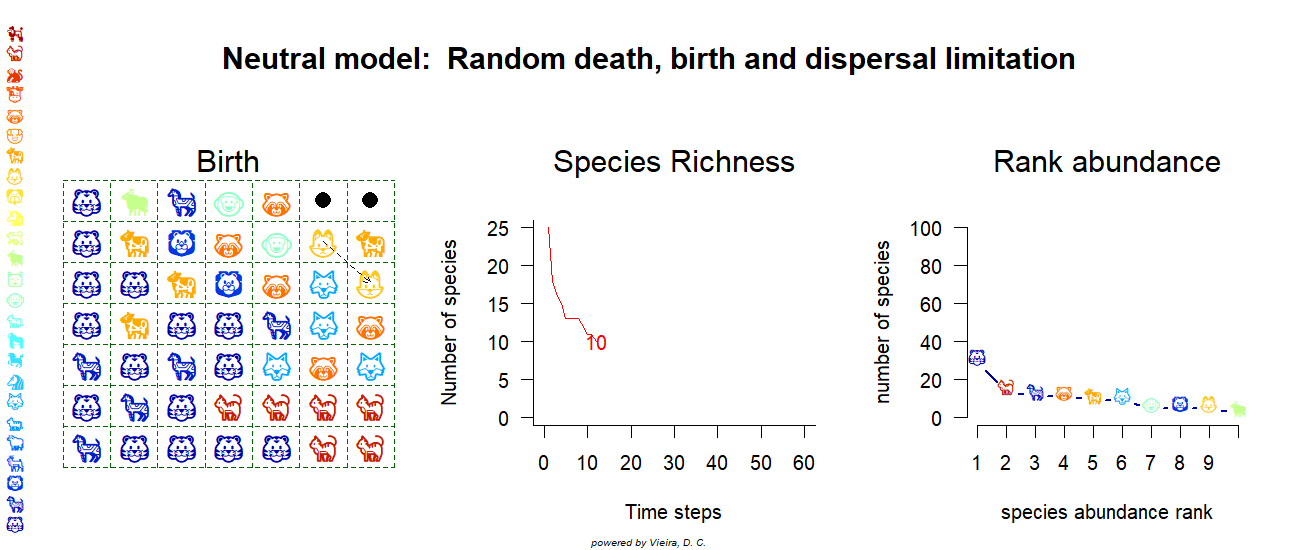 Neutral model:  Random death, birth and dispersal limitation
Birth
Species Richness
Number of species
25
20
15
10
5
0
10
0 10 20 30 40 50 60
Time steps
Rank abundance
number of species
100
80
60
40
20
0
1 2 3 4 5 6 7 8 9
species abundance rank
powered by Vieira, D. C.